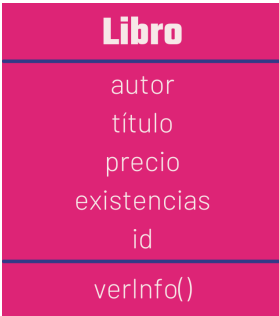 Libro
autor
título
precio
existencias
id
verInfo()